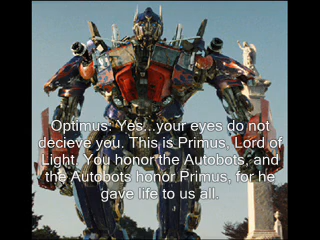 Optimus: Yes...your eyes do not
decieve you. This is Primus, Lord of
Light. You honor the Autobots, and
the Autobots honor Primus, for he
gave life to us all.